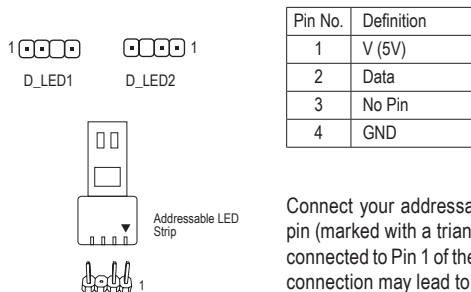 1
1
D_LED1
D_LED2
Pin No. Definition
1 V (5V)
2 Data
3 No Pin
4 GND
Addressable LED
Strip
1
Connect your addressa
pin (marked with a trian
connected to Pin 1 of the
connection may lead to